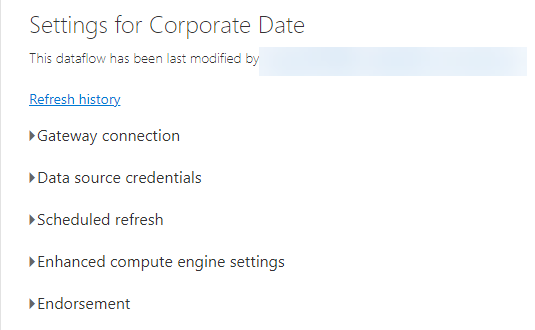 Settings for Corporate Date
This dataflow has been last modified by
Refresh history
Gateway connection
Data source credentials
Scheduled refresh
Enhanced compute engine settings
Endorsement